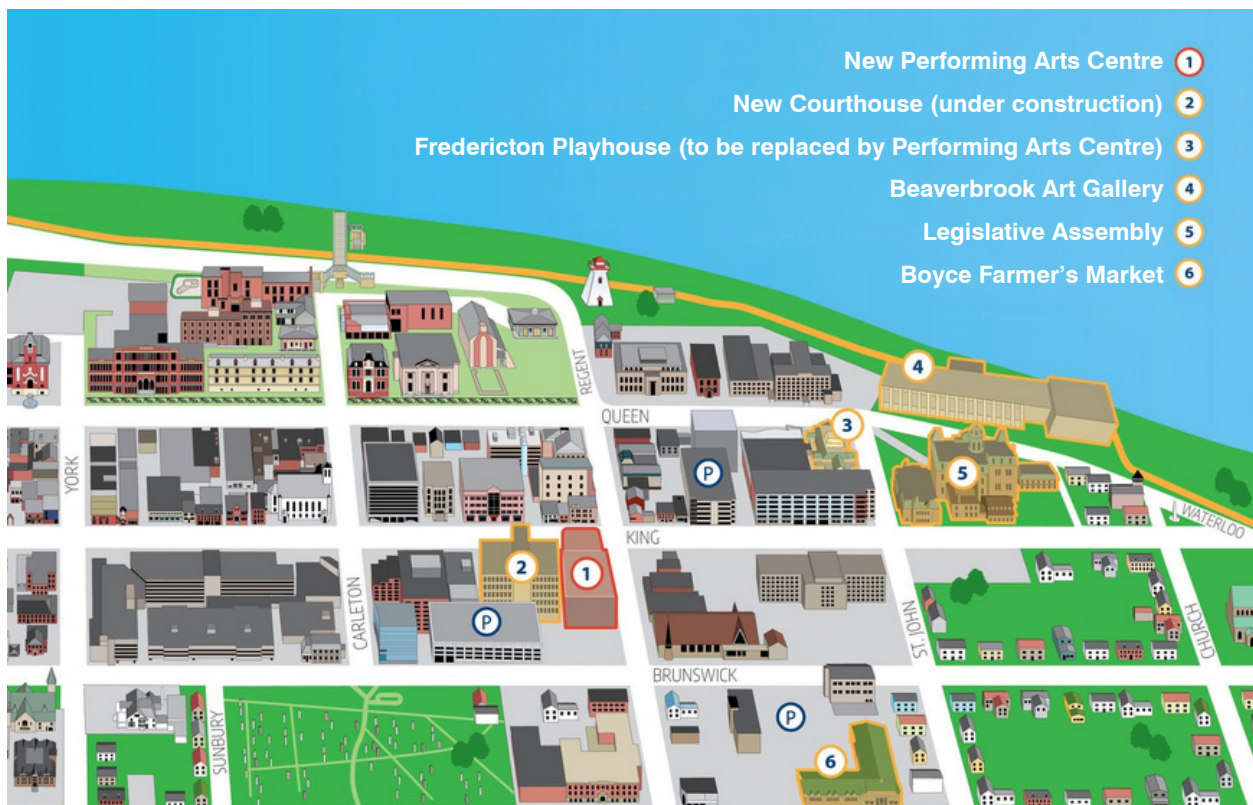 New Performing Arts Centre 1
New Courthouse (under construction) 2
Fredericton Playhouse (to be replaced by Performing Arts Centre) 3
Beaverbrook Art Gallery 4
Legislative Assembly 5
Boyce Farmer's Market 6
REGENT
4
QUEEN
3
YORK
P
5
WATERLOO
KING
2
1
CARLETON
P
ST. JOHN
CHURCH
BRUNSWICK
SUNBURY
P
6